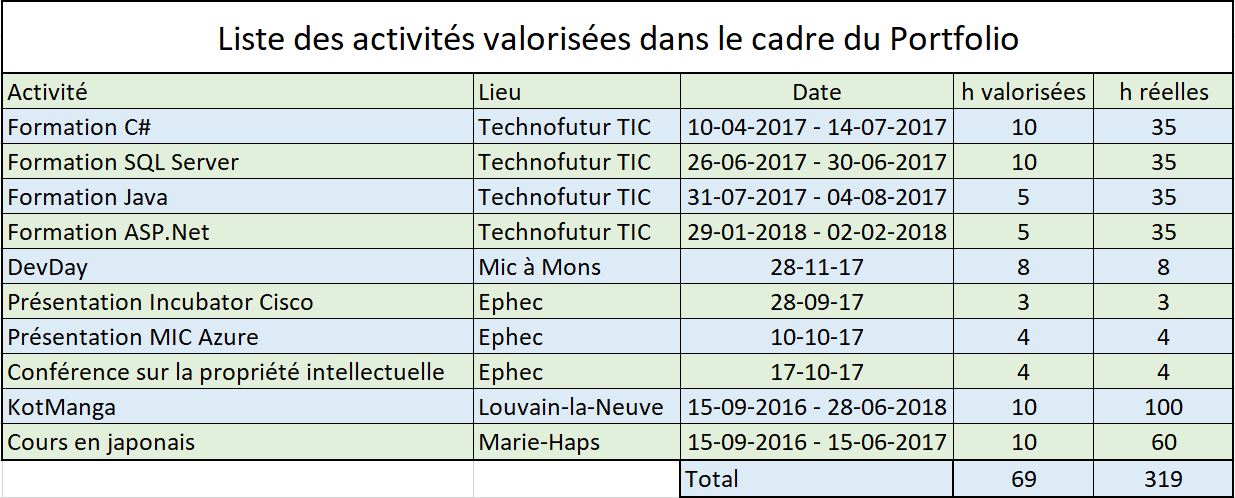 Liste des activités valorisées dans le cadre du Portfolio
Activité Lieu Date h valorisées h réelles
Formation C# Technofutur TIC 10-04-2017 - 14-07-2017 10 35
Formation SQL Server Technofutur TIC 26-06-2017 - 30-06-2017 10 35
Formation Java Technofutur TIC 31-07-2017 - 04-08-2017 5 35
Formation ASP.Net Technofutur TIC 29-01-2018 - 02-02-2018 5 35
DevDay Mic à Mons 28-11-17 8 8
Présentation Incubator Cisco Ephec 28-09-17 3 3
Présentation MIC Azure Ephec 10-10-17 4 4
Conférence sur la propriété intellectuelle Ephec 17-10-17 4 4
KotManga Louvain-la-Neuve 15-09-2016 - 28-06-2018 10 100
Cours en japonais Marie-Haps 15-09-2016 - 15-06-2017 10 60
Total 69 319